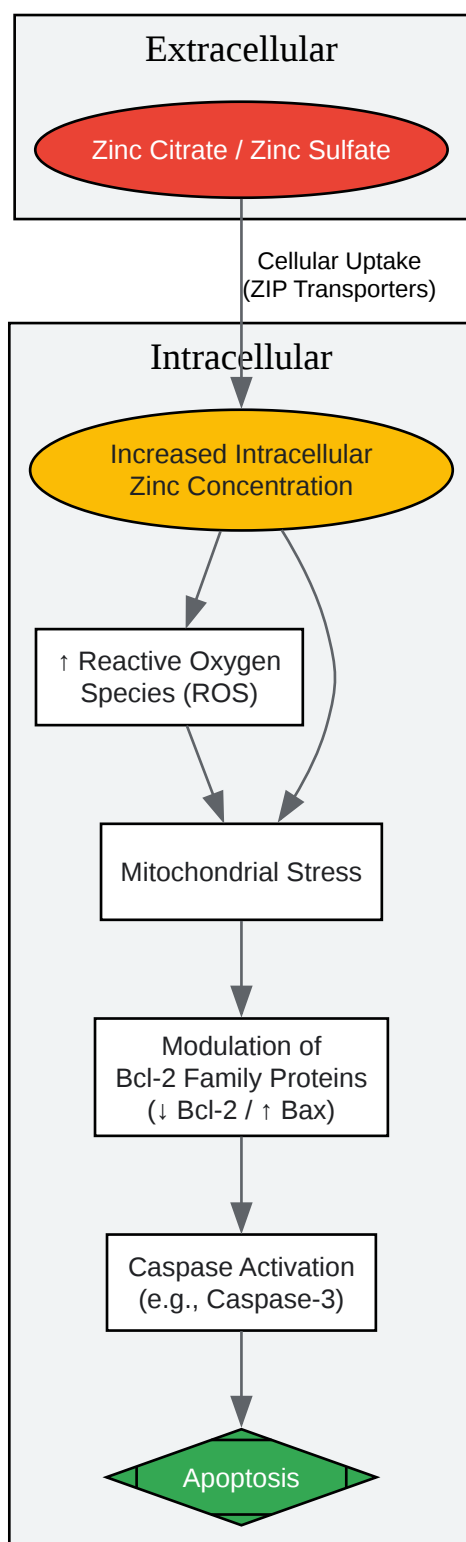 Extracellular
Zinc Citrate / Zinc Sulfate
Cellular Uptake
(ZIP Transporters)
Intracellular
Increased Intracellular
Zinc Concentration
↑ Reactive Oxygen
Species (ROS)
Mitochondrial Stress
Modulation of
Bcl-2 Family Proteins
(↓ Bcl-2 / ↑ Bax)
Caspase Activation
(e.g., Caspase-3)
Apoptosis